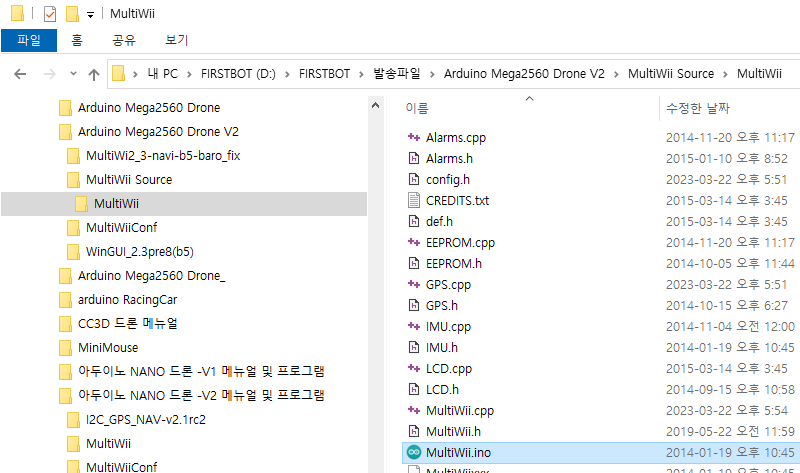 MultiWii
파일 홈 공유 보기
내 PC FIRSTBOT (D:) FIRSTBOT 발송파일 Arduino Mega2560 Drone V2 MultiWii Source MultiWii
Arduino Mega2560 Drone
Arduino Mega2560 Drone V2
MultiWi2_3-navi-b5-baro_fix
MultiWii Source
MultiWii
MultiWiiConf
WinGUI_2.3pre8(b5)
Arduino Mega2560 Drone_
arduino RacingCar
CC3D 드론 메뉴얼
MiniMouse
아두이노 NANO 드론 -V1 메뉴얼 및 프로그램
아두이노 NANO 드론 -V2 메뉴얼 및 프로그램
I2C_GPS_NAV-v2.1rc2
MultiWii
MultiWiiConf
이름 수정한 날짜
Alarms.cpp 2014-11-20 오후 11:17
Alarms.h 2015-01-10 오후 8:52
config.h 2023-03-22 오후 5:51
CREDITS.txt 2015-03-14 오후 3:45
def.h 2015-03-14 오후 3:45
EEPROM.cpp 2014-11-20 오후 11:17
EEPROM.h 2014-10-05 오후 11:44
GPS.cpp 2023-03-22 오후 5:51
GPS.h 2014-10-15 오후 6:27
IMU.cpp 2014-11-04 오전 12:00
IMU.h 2014-01-19 오후 10:45
LCD.cpp 2015-03-14 오후 3:45
LCD.h 2014-09-15 오후 10:58
MultiWii.cpp 2023-03-22 오후 5:54
MultiWii.h 2019-05-22 오후 11:59
MultiWii.ino 2014-01-19 오후 10:45